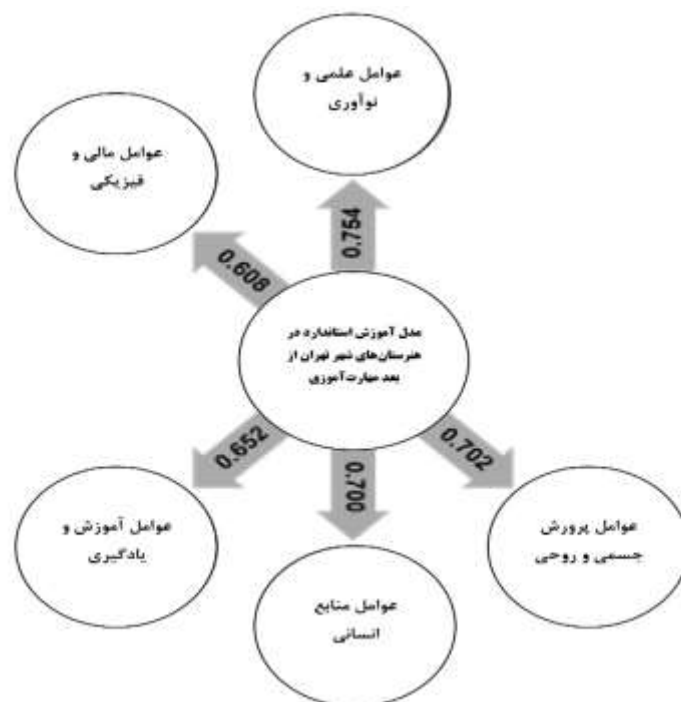 عوامل علمی و
نوآوری
عوامل مالی و
فیزیکی
0.754
0.608
مدل آموزش استاندارد در
هنرستان‌های شهر تهران از
بعد مهارت‌آموزی
0.652
0.700
0.702
عوامل آموزش و
یادگیری
عوامل پرورش
جسمی و روحی
عوامل منابع
انسانی